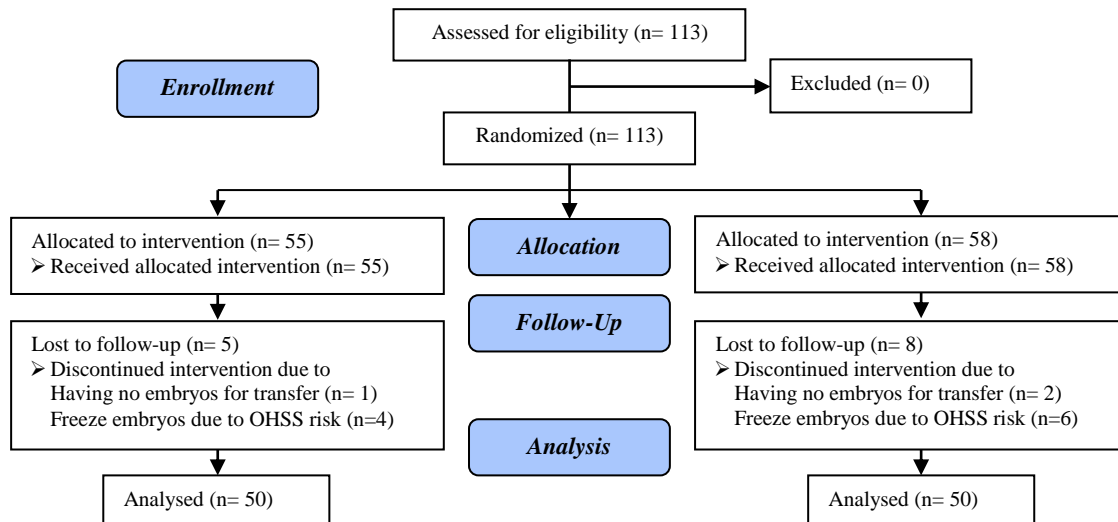 Assessed for eligibility (n= 113)
Enrollment
Excluded (n= 0)
Randomized (n= 113)
Allocated to intervention (n= 55)
➢ Received allocated intervention (n= 55)
Allocation
Allocated to intervention (n= 58)
➢ Received allocated intervention (n= 58)
Follow-Up
Lost to follow-up (n= 5)
➢ Discontinued intervention due to
Having no embryos for transfer (n= 1)
Freeze embryos due to OHSS risk (n=4)
Lost to follow-up (n= 8)
➢ Discontinued intervention due to
Having no embryos for transfer (n= 2)
Freeze embryos due to OHSS risk (n=6)
Analysis
Analysed (n= 50)
Analysed (n= 50)